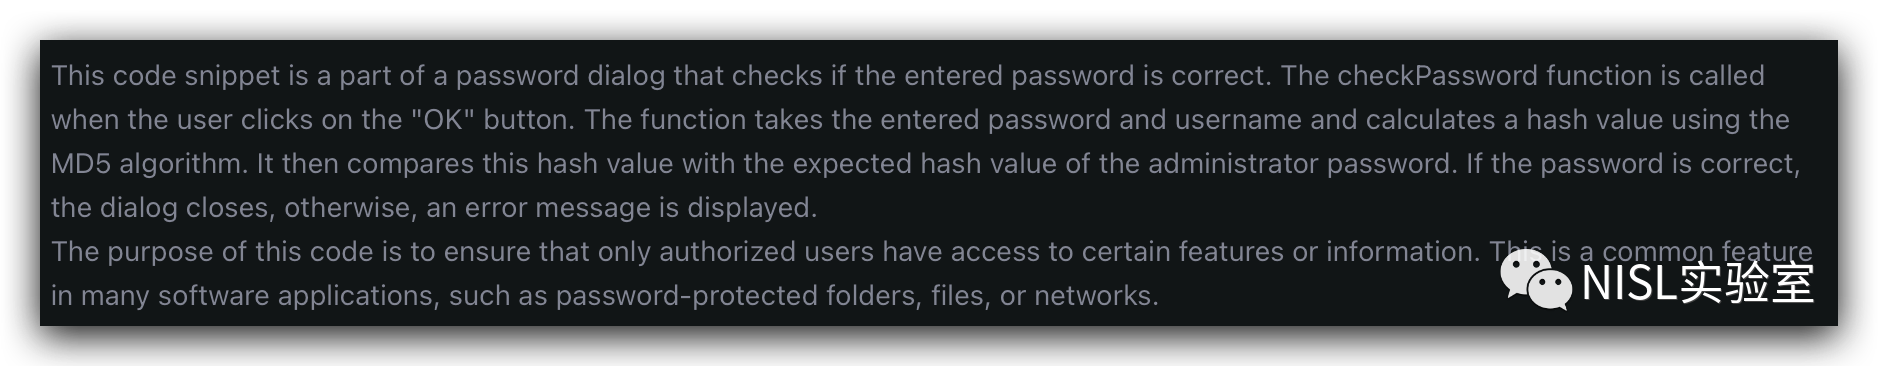 This code snippet is a part of a password dialog that checks if the entered password is correct. The checkPassword function is called
when the user clicks on the "OK" button. The function takes the entered password and username and calculates a hash value using the
MD5 algorithm. It then compares this hash value with the expected hash value of the administrator password. If the password is correct,
the dialog closes, otherwise, an error message is displayed.
The purpose of this code is to ensure that only authorized users have access to certain features or information. This is a common feature
in many software applications, such as password-protected folders, files, or networks.
NISL实验室